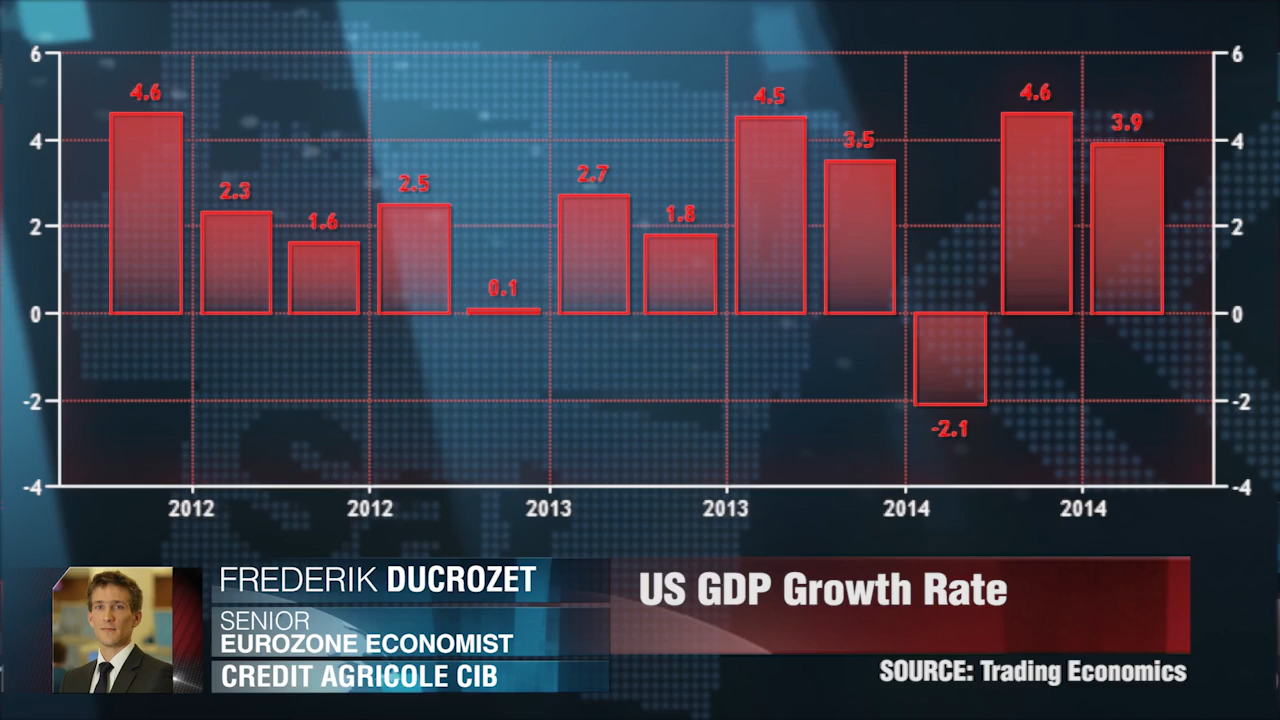 6 6
4.6 2.3 1.6 2.5 0.1 2.7 1.8 4.5 3.5 -2.1 4.6 3.9
4 4
2 2
0 0
-2 -2
-4 -4
2012 2012 2013 2013 2014 2014
FREDERIK DUCROZET
SENIOR
EUROZONE ECONOMIST
CREDIT AGRICOLE CIB
US GDP Growth Rate
SOURCE: Trading Economics